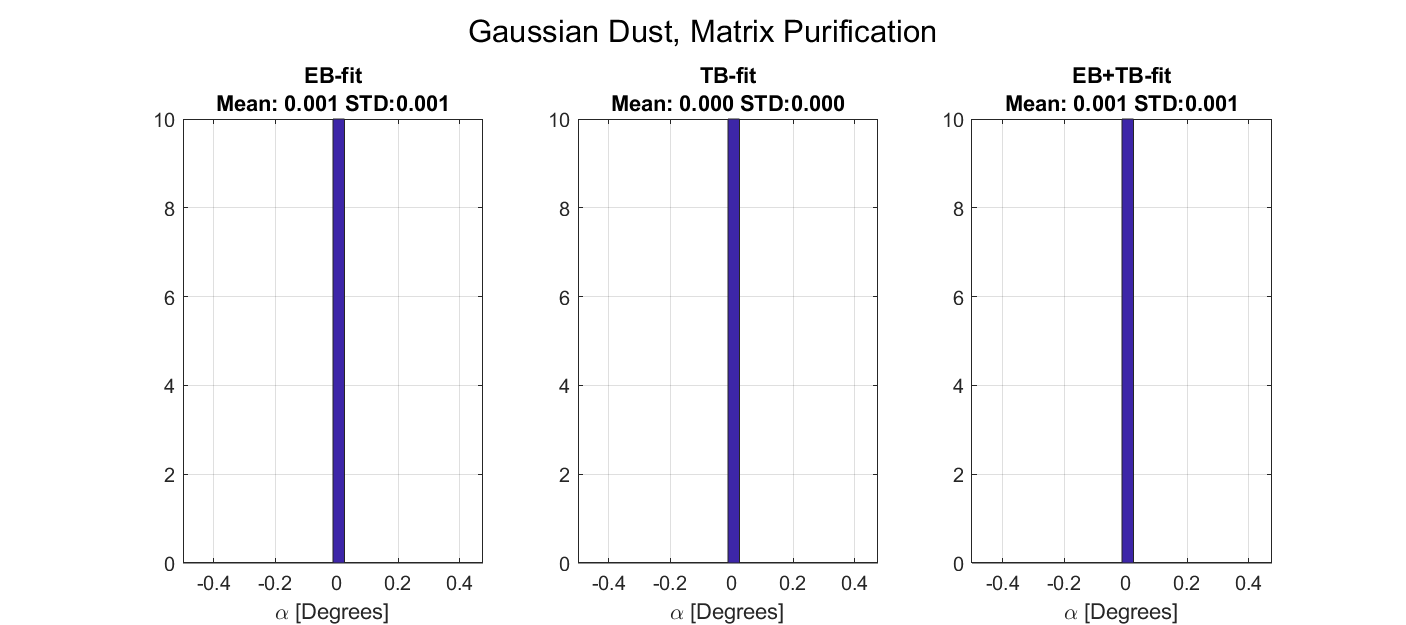 Gaussian Dust, Matrix Purification
EB-fit
Mean: 0.001 STD:0.001
10
8
6
4
2
0
-0.4 -0.2 0 0.2 0.4
α [Degrees]
TB-fit
Mean: 0.000 STD:0.000
10
8
6
4
2
0
-0.4 -0.2 0 0.2 0.4
α [Degrees]
EB+TB-fit
Mean: 0.001 STD:0.001
10
8
6
4
2
0
-0.4 -0.2 0 0.2 0.4
α [Degrees]